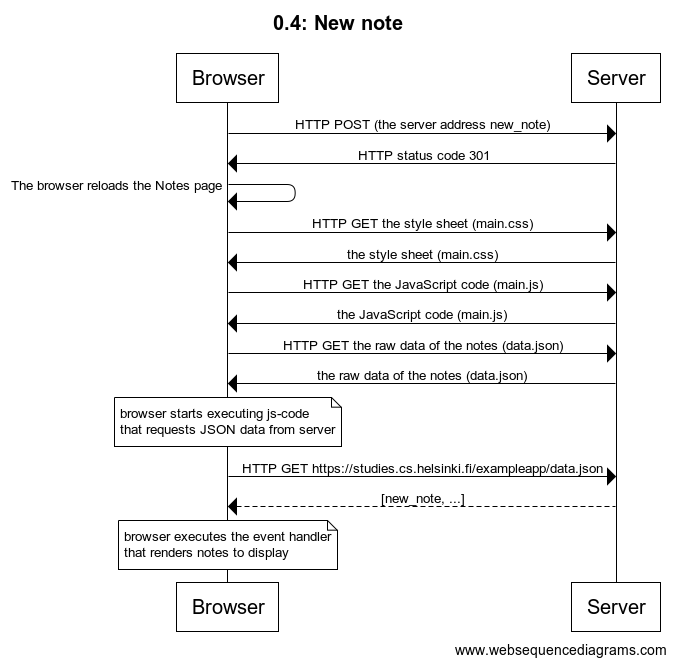 0.4: New note
Browser
Server
HTTP POST (the server address new_note)
HTTP status code 301
The browser reloads the Notes page
HTTP GET the style sheet (main.css)
the style sheet (main.css)
HTTP GET the JavaScript code (main.js)
the JavaScript code (main.js)
HTTP GET the raw data of the notes (data.json)
the raw data of the notes (data.json)
browser starts executing js-code
that requests JSON data from server
HTTP GET https://studies.cs.helsinki.fi/exampleapp/data.json
[new_note, ...]
browser executes the event handler
that renders notes to display
Browser
Server
www.websequencediagrams.com